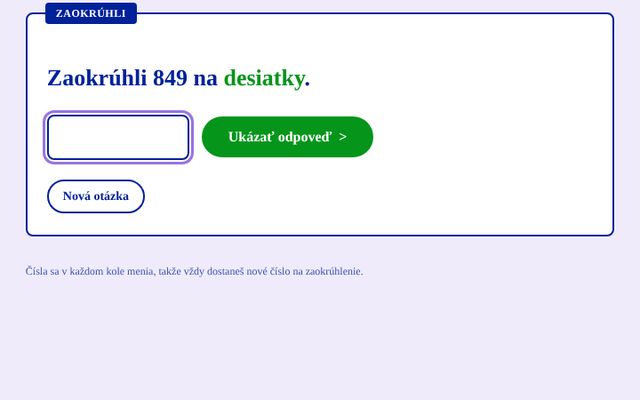 ZAOKRÚHLI
Zaokrúhli 849 na desiatky.
Ukázať odpoveď >
Nová otázka
Čísla sa v každom kole menia, takže vždy dostaneš nové číslo na zaokrúhlenie.